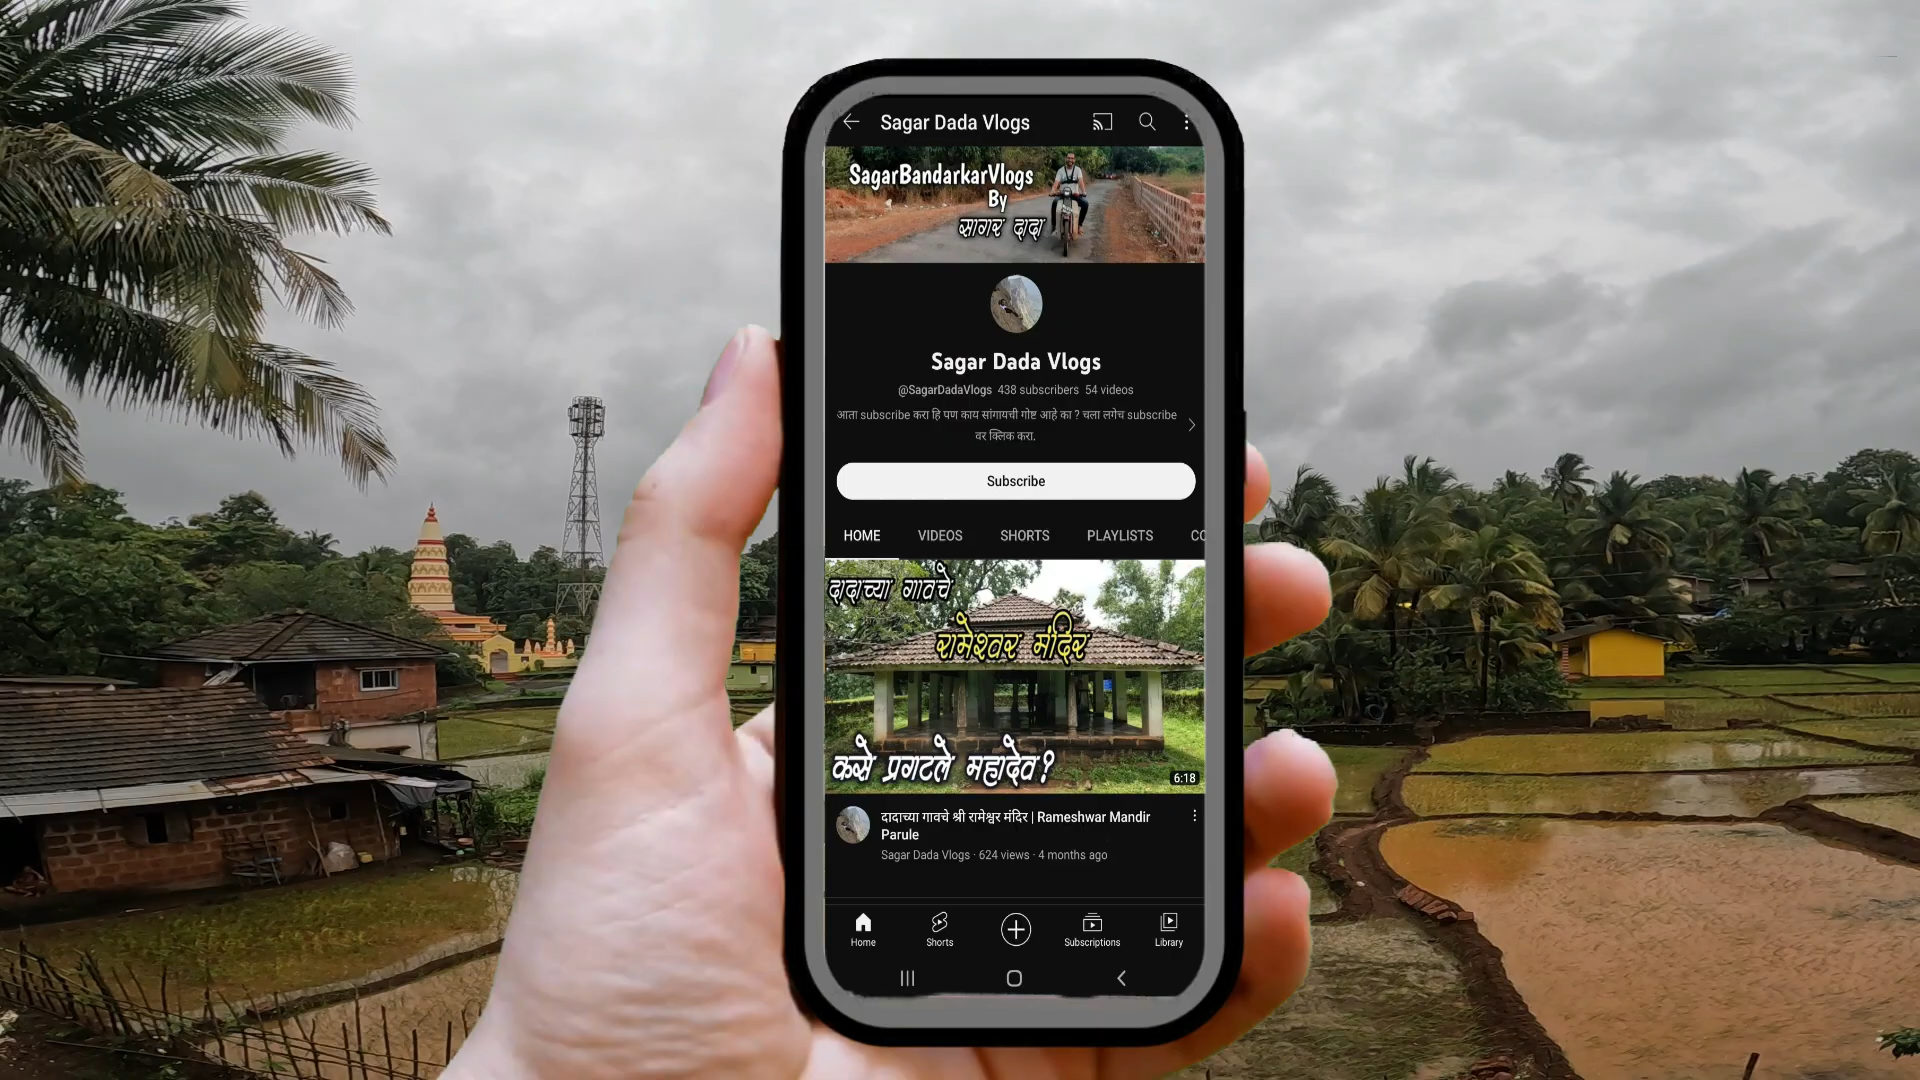 Sagar Dada Vlogs
SagarBandarkarVlogs
By
सागर दादा
Sagar Dada Vlogs
@SagarDadaVlogs 438 subscribers 54 videos
आता subscribe करा हि पण काय सांगायची गोष्ट आहे का ? चला लगेच subscribe
वर क्लिक करा.
Subscribe
HOME VIDEOS SHORTS PLAYLISTS CO
दादाच्या गावचे
रामेश्वर मंदिर
कसे प्रगटले महादेव?
6:18
दादाच्या गावचे श्री रामेश्वर मंदिर | Rameshwar Mandir
Parule
Sagar Dada Vlogs · 624 views · 4 months ago
Home Shorts Subscriptions Library